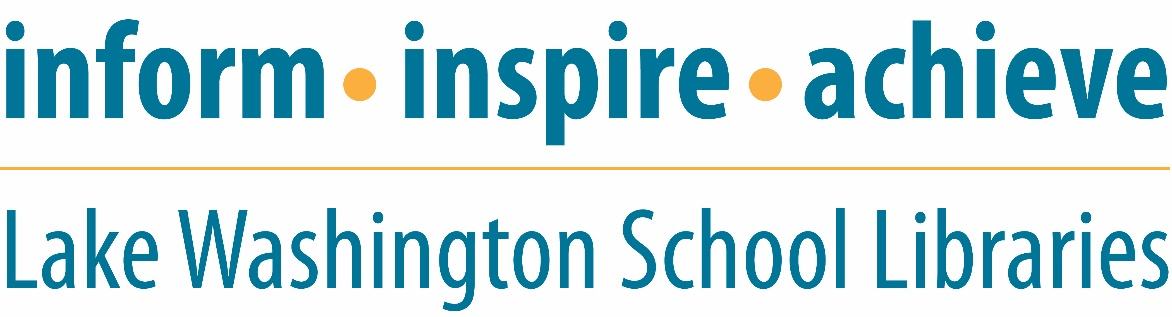 inform • inspire • achieve
Lake Washington School Libraries